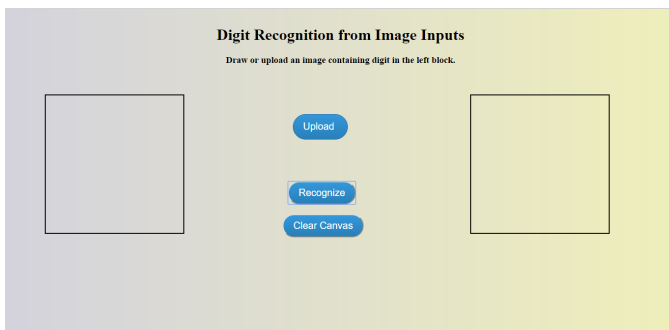 Digit Recognition from Image Inputs
Draw or upload an image containing digit in the left block.
Upload
Recognize
Clear Canvas